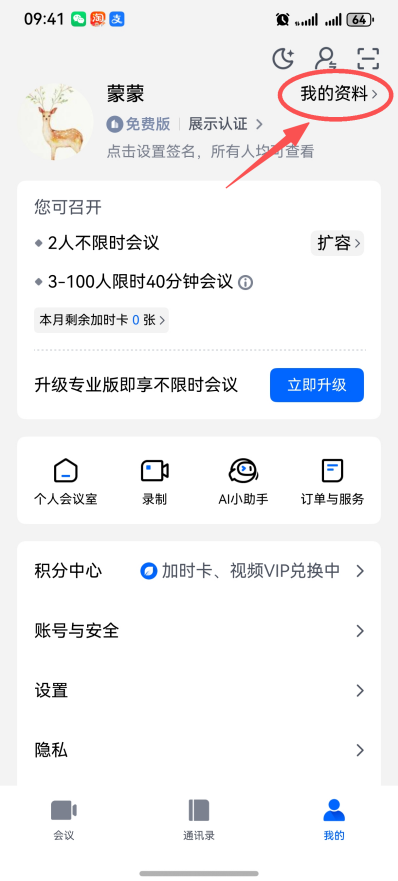 09:41 淘 支 64
我的资料
蒙蒙
免费版 展示认证
点击设置签名，所有人均可查看
您可召开
2人不限时会议 扩容
3-100人限时40分钟会议
本月剩余加时卡 0 张
升级专业版即享不限时会议 立即升级
个人会议室 录制 AI小助手 订单与服务
积分中心 加时卡、视频VIP兑换中
账号与安全
设置
隐私
会议 通讯录 我的